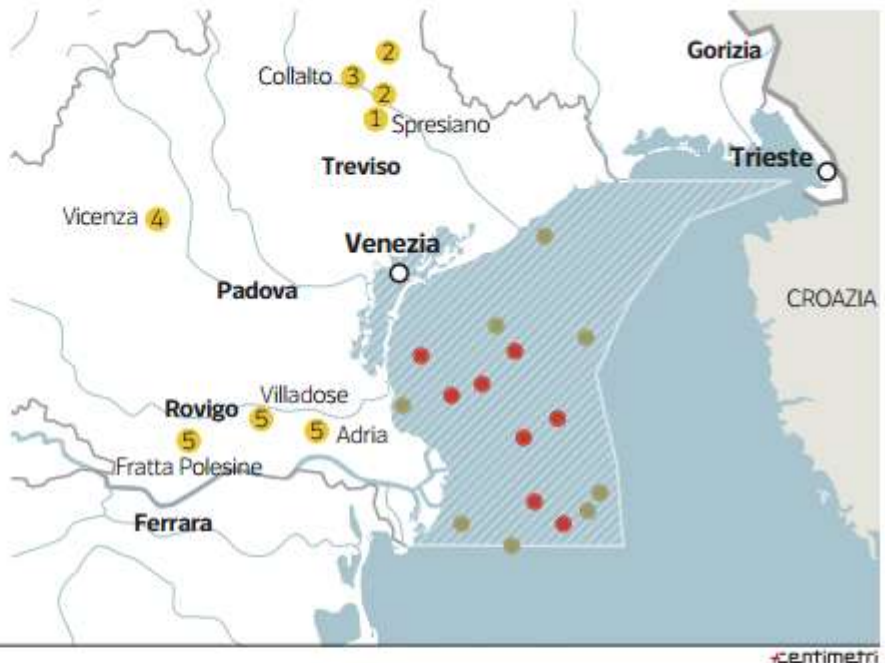 2
Gorizia
Collalto 3
2
1 Spresiano
Treviso
Trieste
Vicenza 4
Venezia
Padova
CROAZIA
Villadose
Rovigo
5
5 Adria
5
Fratta Polesine
Ferrara
centimetri